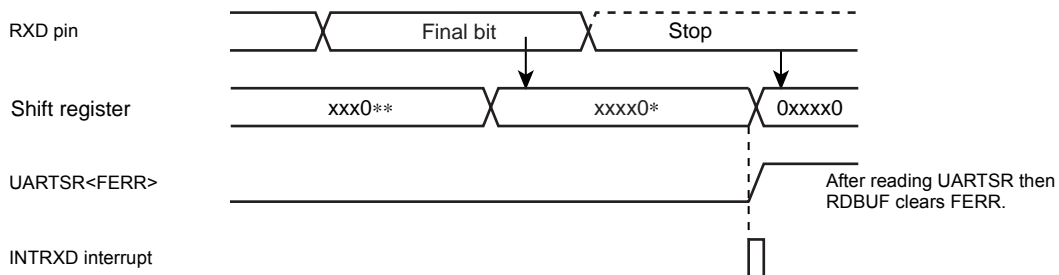 RXD pin
Final bit
Stop
Shift register
xxx0**
xxxx0*
0xxxx0
UARTSR<FERR>
After reading UARTSR then
RDBUF clears FERR.
INTRXD interrupt